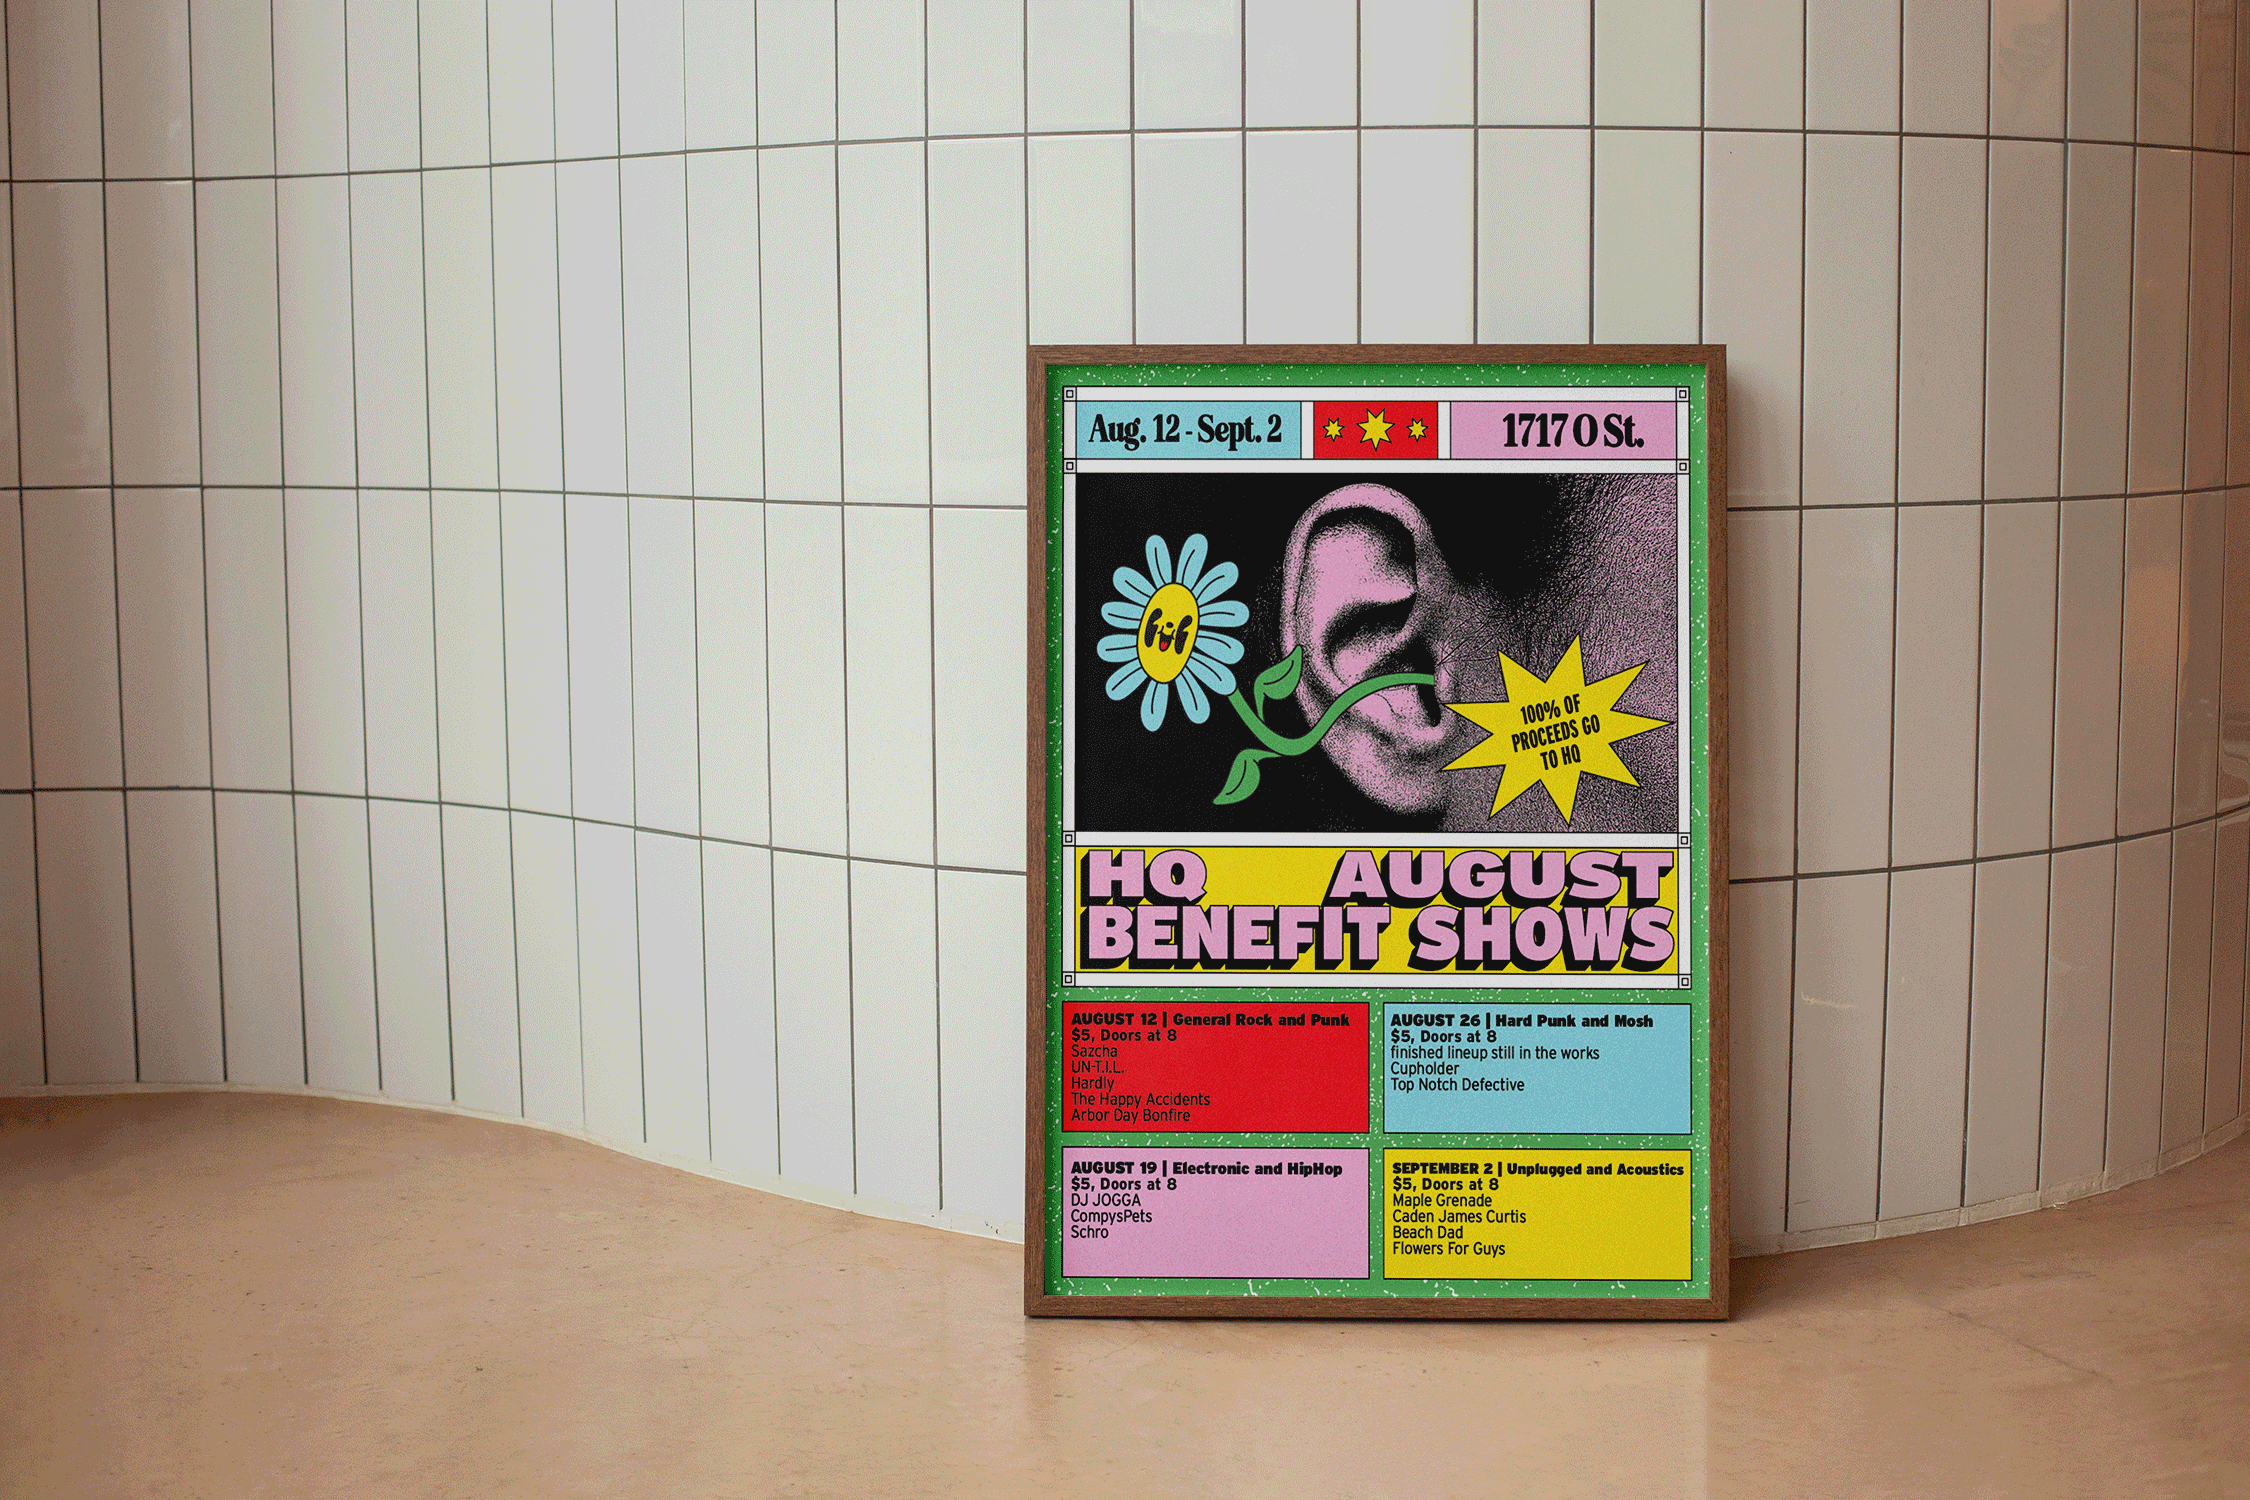 Aug. 12 - Sept. 2
1717 O St.
100% OF
PROCEEDS GO
TO HQ
HQ AUGUST
BENEFIT SHOWS
AUGUST 12 | General Rock and Punk
$5, Doors at 8
Sazcha
UN-T.I.L.
Hardly
The Happy Accidents
Arbor Day Bonfire
AUGUST 26 | Hard Punk and Mosh
$5, Doors at 8
finished lineup still in the works
Cupholder
Top Notch Defective
AUGUST 19 | Electronic and HipHop
$5, Doors at 8
DJ JOGGA
CompysPets
Schro
SEPTEMBER 2 | Unplugged and Acoustics
$5, Doors at 8
Maple Grenade
Caden James Curtis
Beach Dad
Flowers For Guys